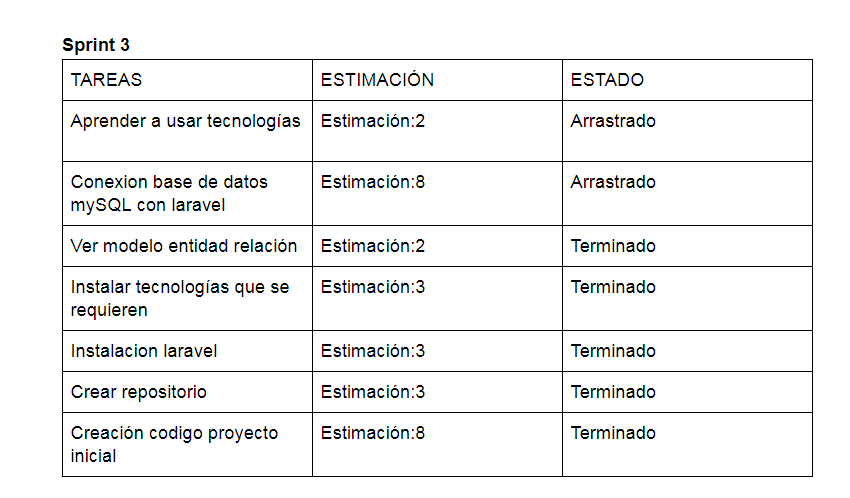 Sprint 3
TAREAS ESTIMACIÓN ESTADO
Aprender a usar tecnologías Estimación:2 Arrastrado
Conexion base de datos Estimación:8 Arrastrado
mySQL con laravel
Ver modelo entidad relación Estimación:2 Terminado
Instalar tecnologías que se Estimación:3 Terminado
requieren
Instalacion laravel Estimación:3 Terminado
Crear repositorio Estimación:3 Terminado
Creación codigo proyecto Estimación:8 Terminado
inicial